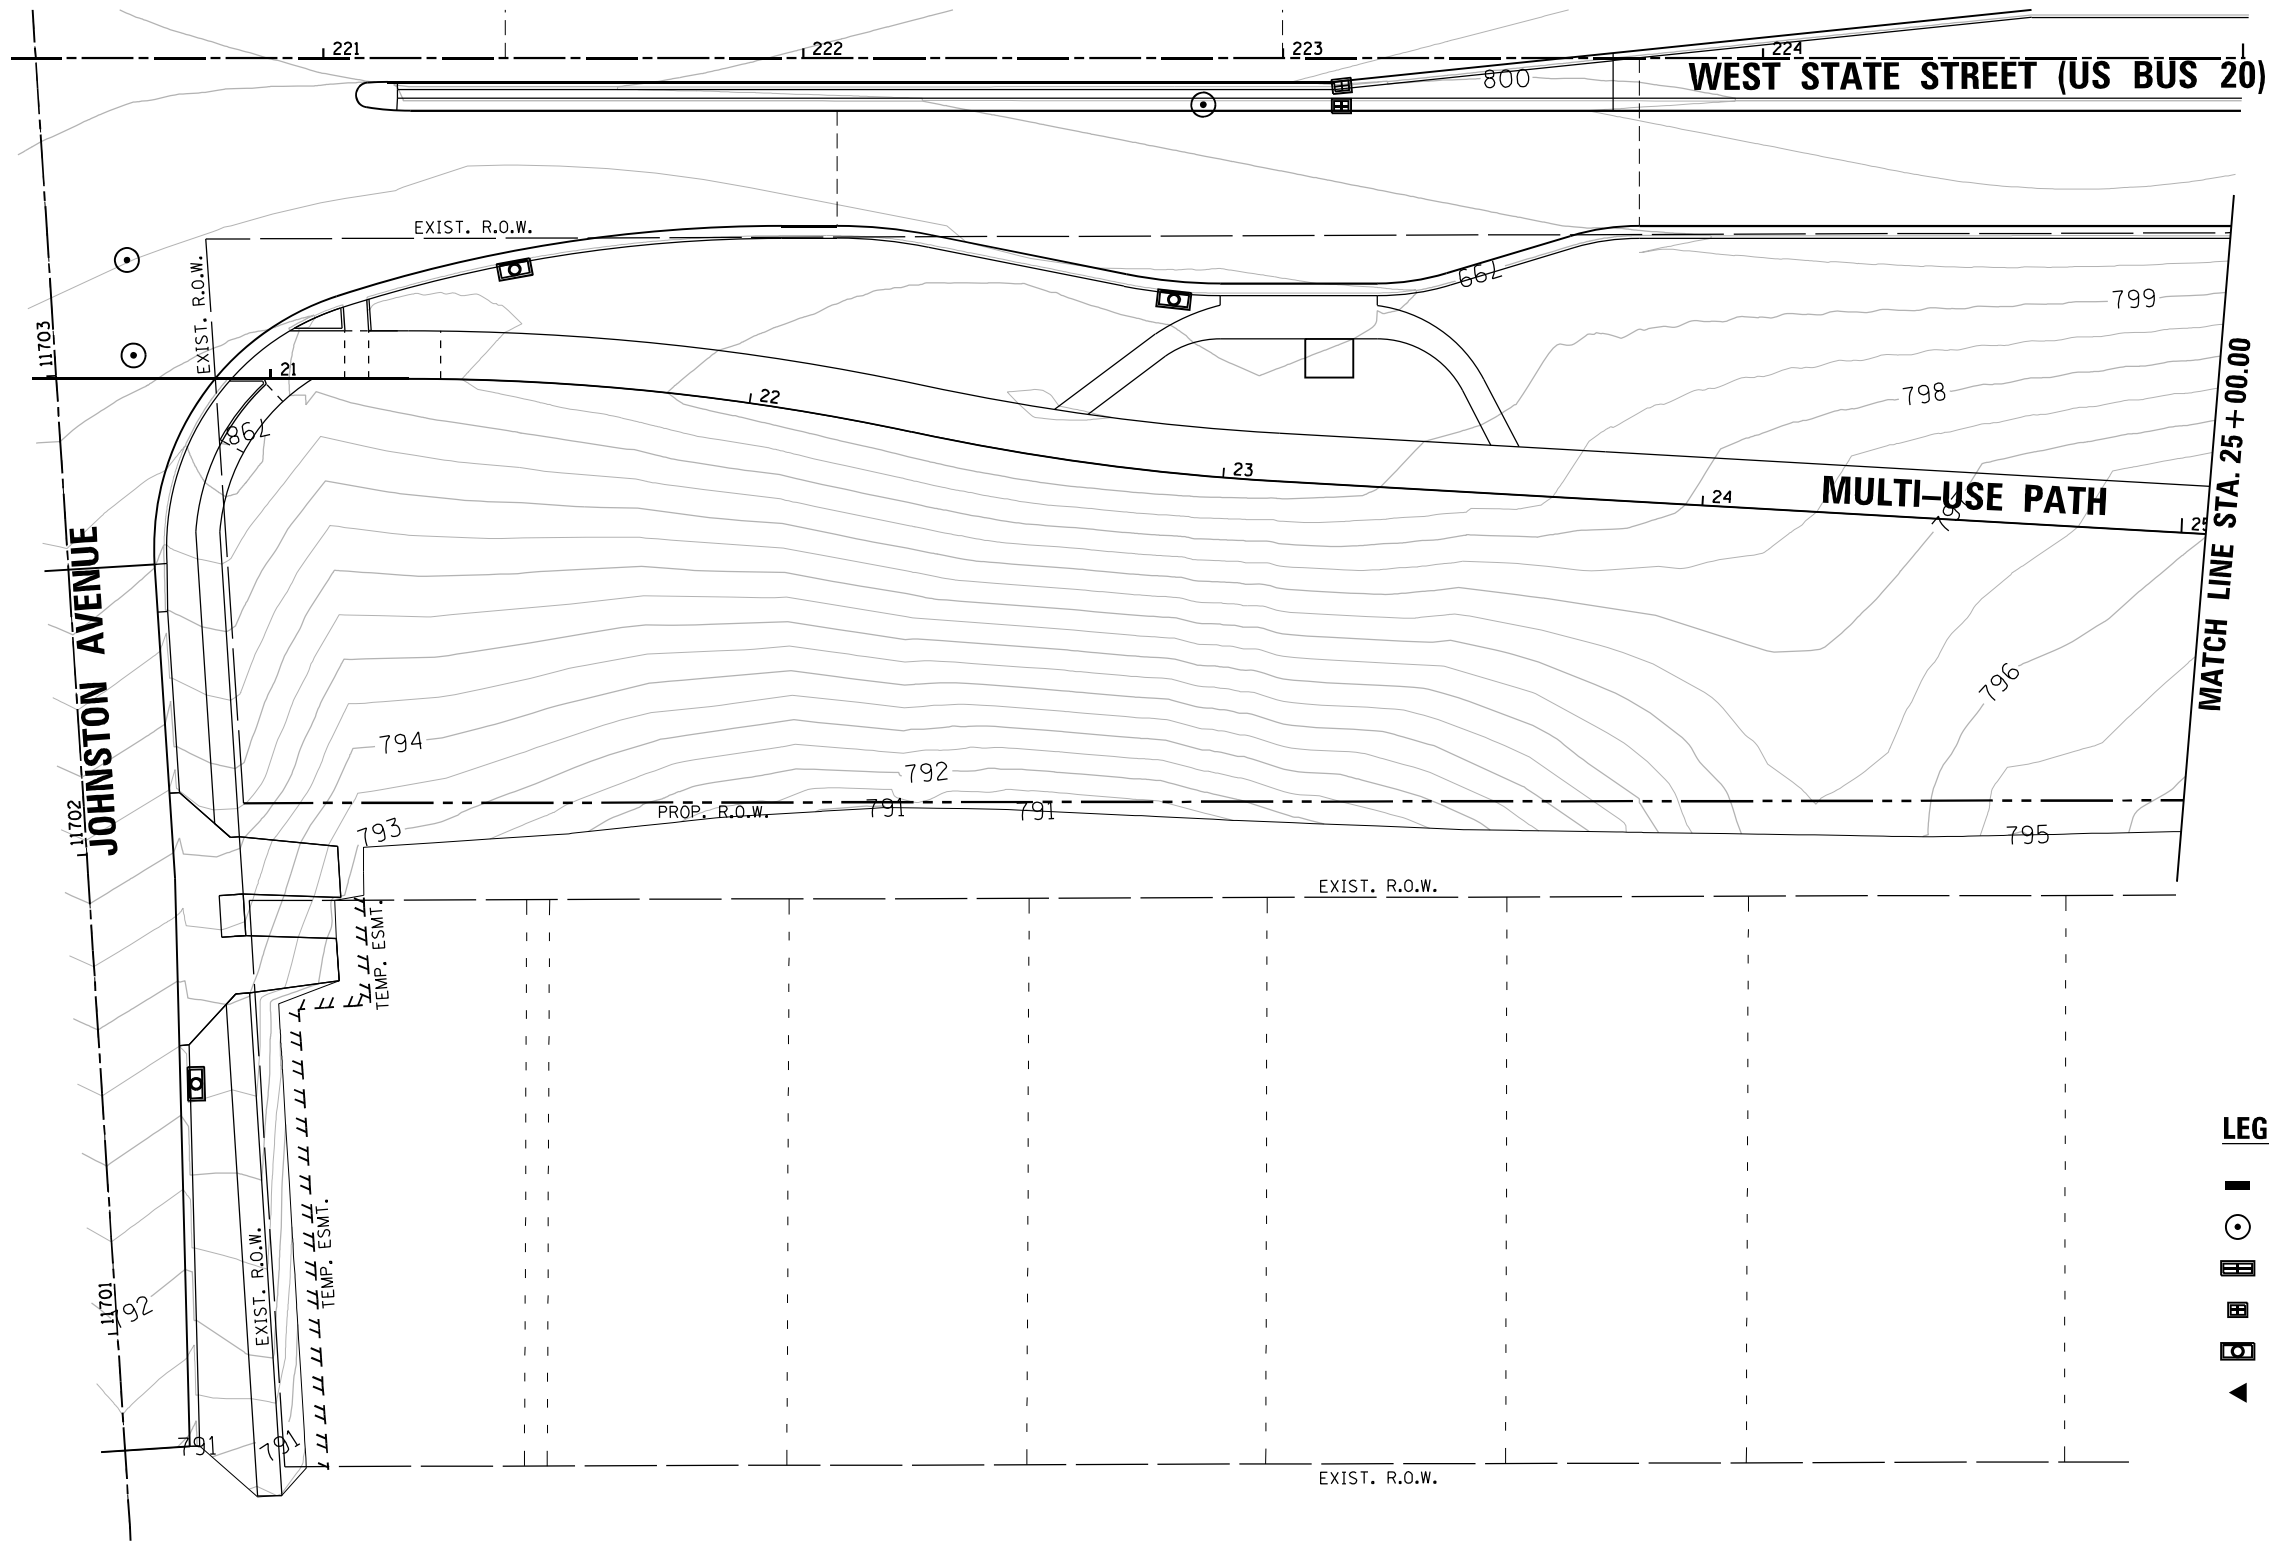 221
222
223
224
WEST STATE STREET (US BUS 20)
800
EXIST. R.O.W.
EXIST. R.O.W.
799
799
11703
21
22
798
798
MATCH LINE STA. 25+00.00
23
24
MULTI-USE PATH
25
JOHNSTON AVENUE
796
794
792
PROP. R.O.W.
791
791
11702
793
795
EXIST. R.O.W.
TEMP. ESMT.
LEG
EXIST. R.O.W.
TEMP. ESMT.
11701
792
791
791
EXIST. R.O.W.